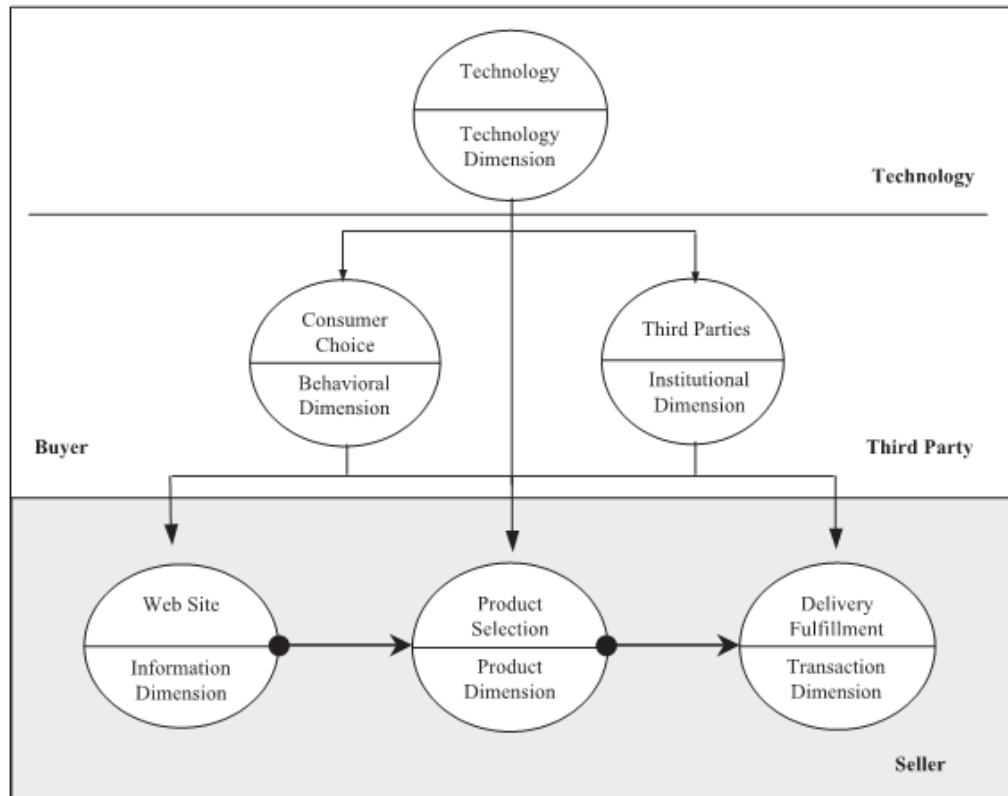 Technology
Technology
Dimension
Technology
Consumer
Choice
Behavioral
Dimension
Third Parties
Institutional
Dimension
Buyer
Third Party
Web Site
Information
Dimension
Product
Selection
Product
Dimension
Delivery
Fulfillment
Transaction
Dimension
Seller